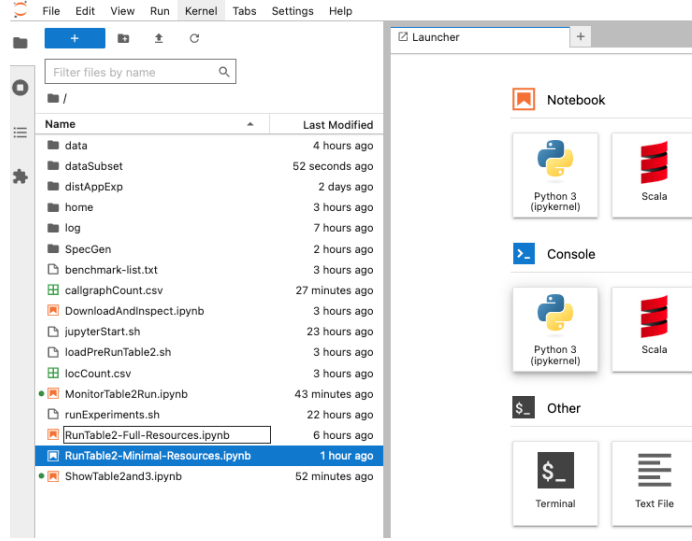 File Edit View Run Kernel Tabs Settings Help
+
Launcher
+
Filter files by name
/
Name Last Modified
data 4 hours ago
dataSubset 52 seconds ago
distAppExp 2 days ago
home 3 hours ago
log 7 hours ago
SpecGen 2 hours ago
benchmark-list.txt 3 hours ago
callgraphCount.csv 27 minutes ago
DownloadAndInspect.ipynb 3 hours ago
jupyterStart.sh 23 hours ago
loadPreRunTable2.sh 3 hours ago
locCount.csv 3 hours ago
MonitorTable2Run.ipynb 43 minutes ago
runExperiments.sh 22 hours ago
RunTable2-Full-Resources.ipynb 6 hours ago
RunTable2-Minimal-Resources.ipynb 1 hour ago
ShowTable2and3.ipynb 52 minutes ago
Notebook
Python 3
(ipykernel)
Scala
>_
Console
Python 3
(ipykernel)
Scala
$_
Other
$_
Terminal
Text File